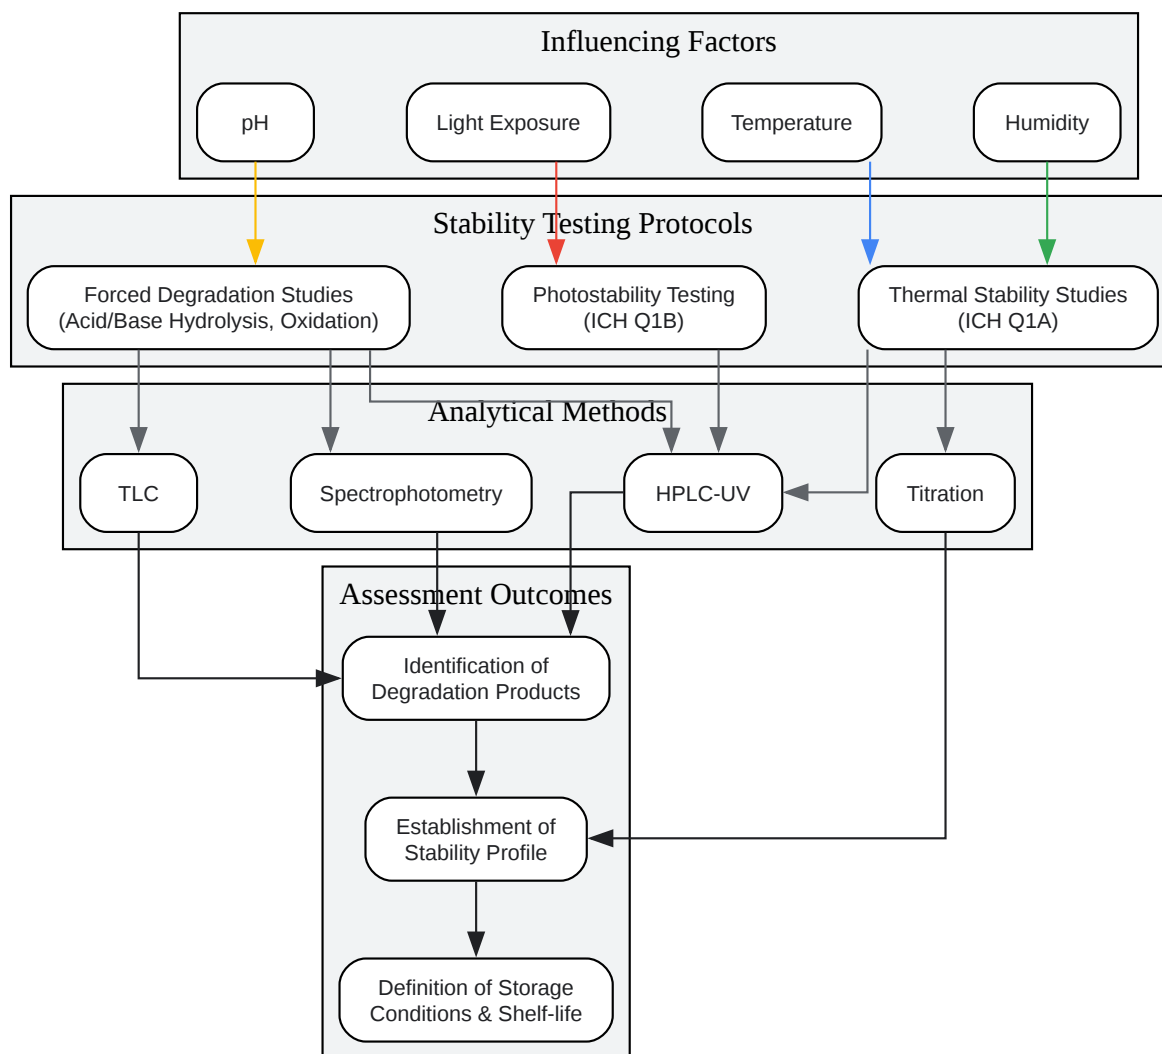 Influencing Factors
pH
Light Exposure
Temperature
Humidity
Stability Testing Protocols
Forced Degradation Studies
(Acid/Base Hydrolysis, Oxidation)
Photostability Testing
(ICH Q1B)
Thermal Stability Studies
(ICH Q1A)
Analytical Methods
TLC
Spectrophotometry
HPLC-UV
Titration
Assessment Outcomes
Identification of
Degradation Products
Establishment of
Stability Profile
Definition of Storage
Conditions & Shelf-life